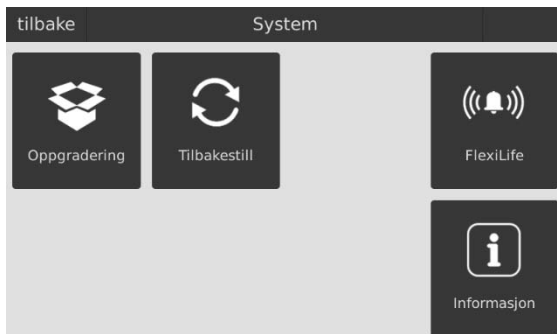 tilbake System
Oppgradering Tilbakestill FlexiLife
Informasjon